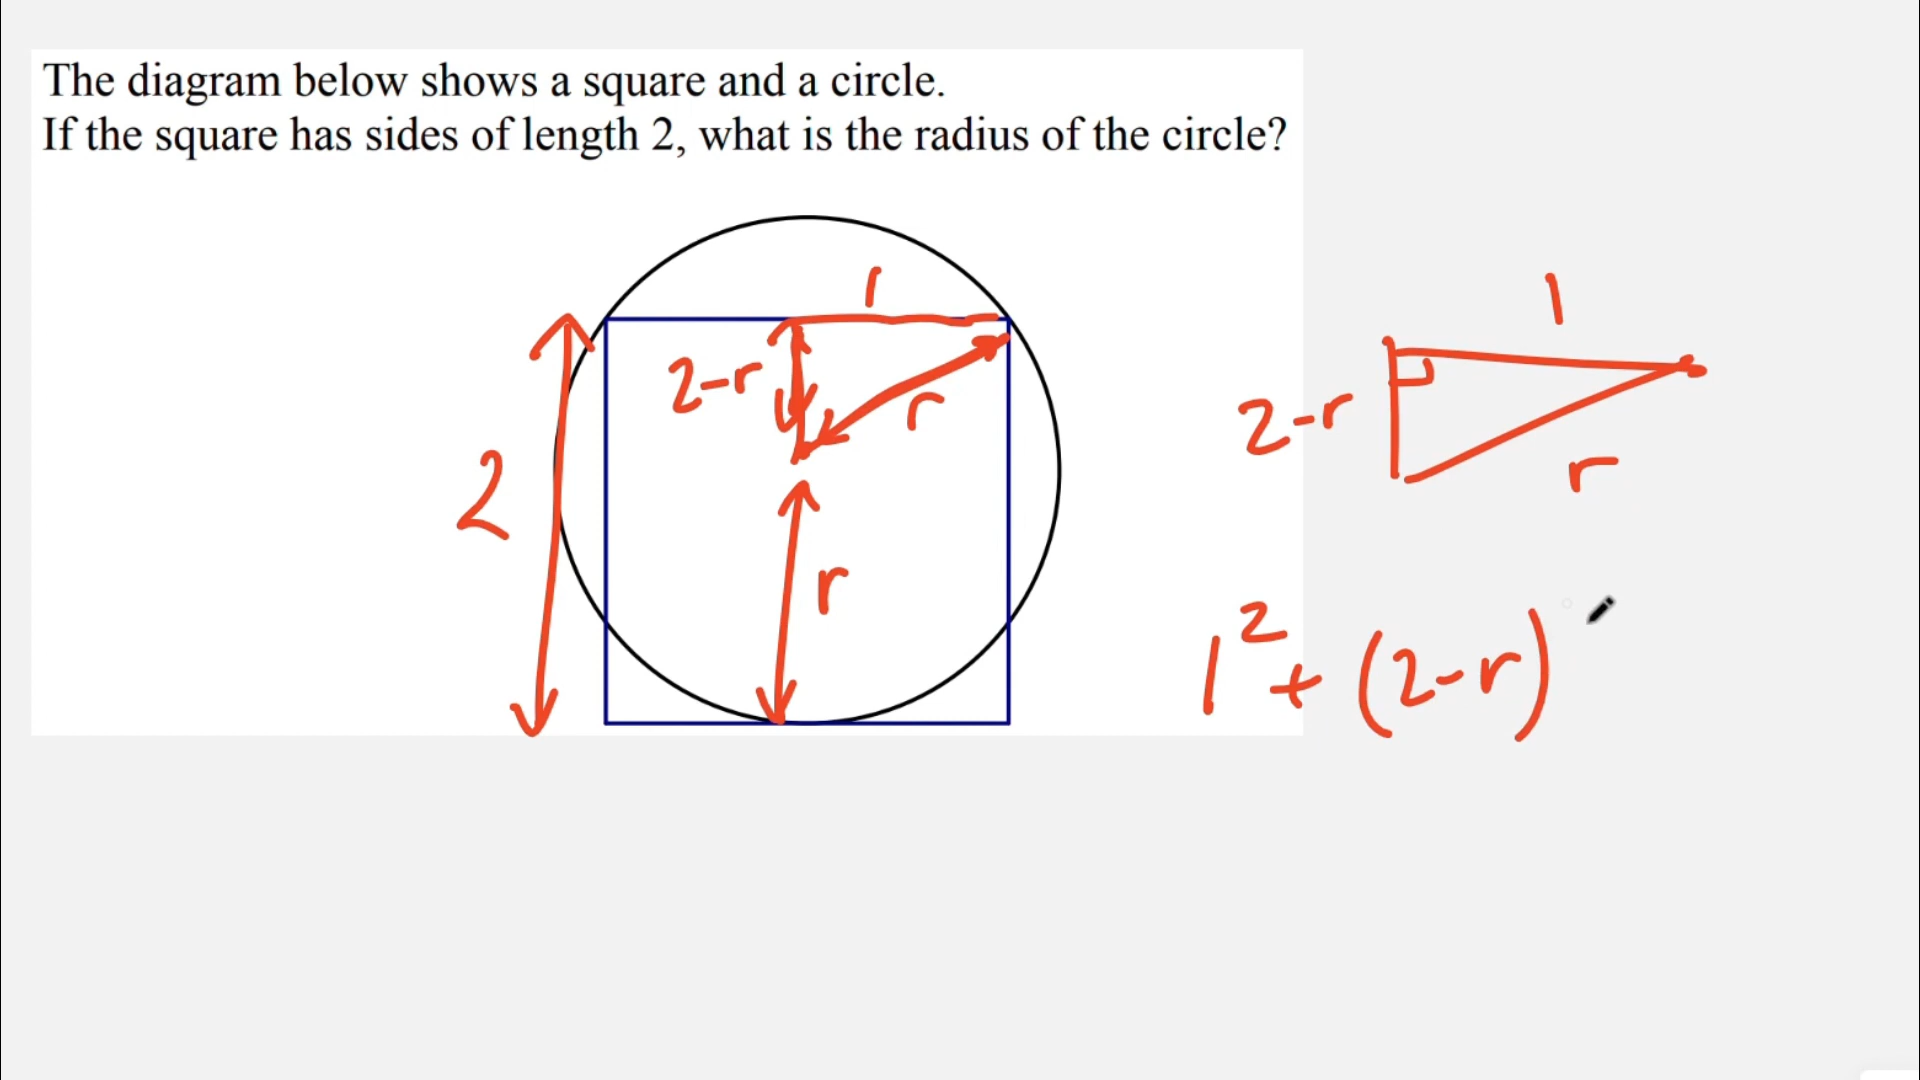 The diagram below shows a square and a circle.
If the square has sides of length 2, what is the radius of the circle?
1
1
2-r
r
2-r
2
r
r
1² + (2-r)